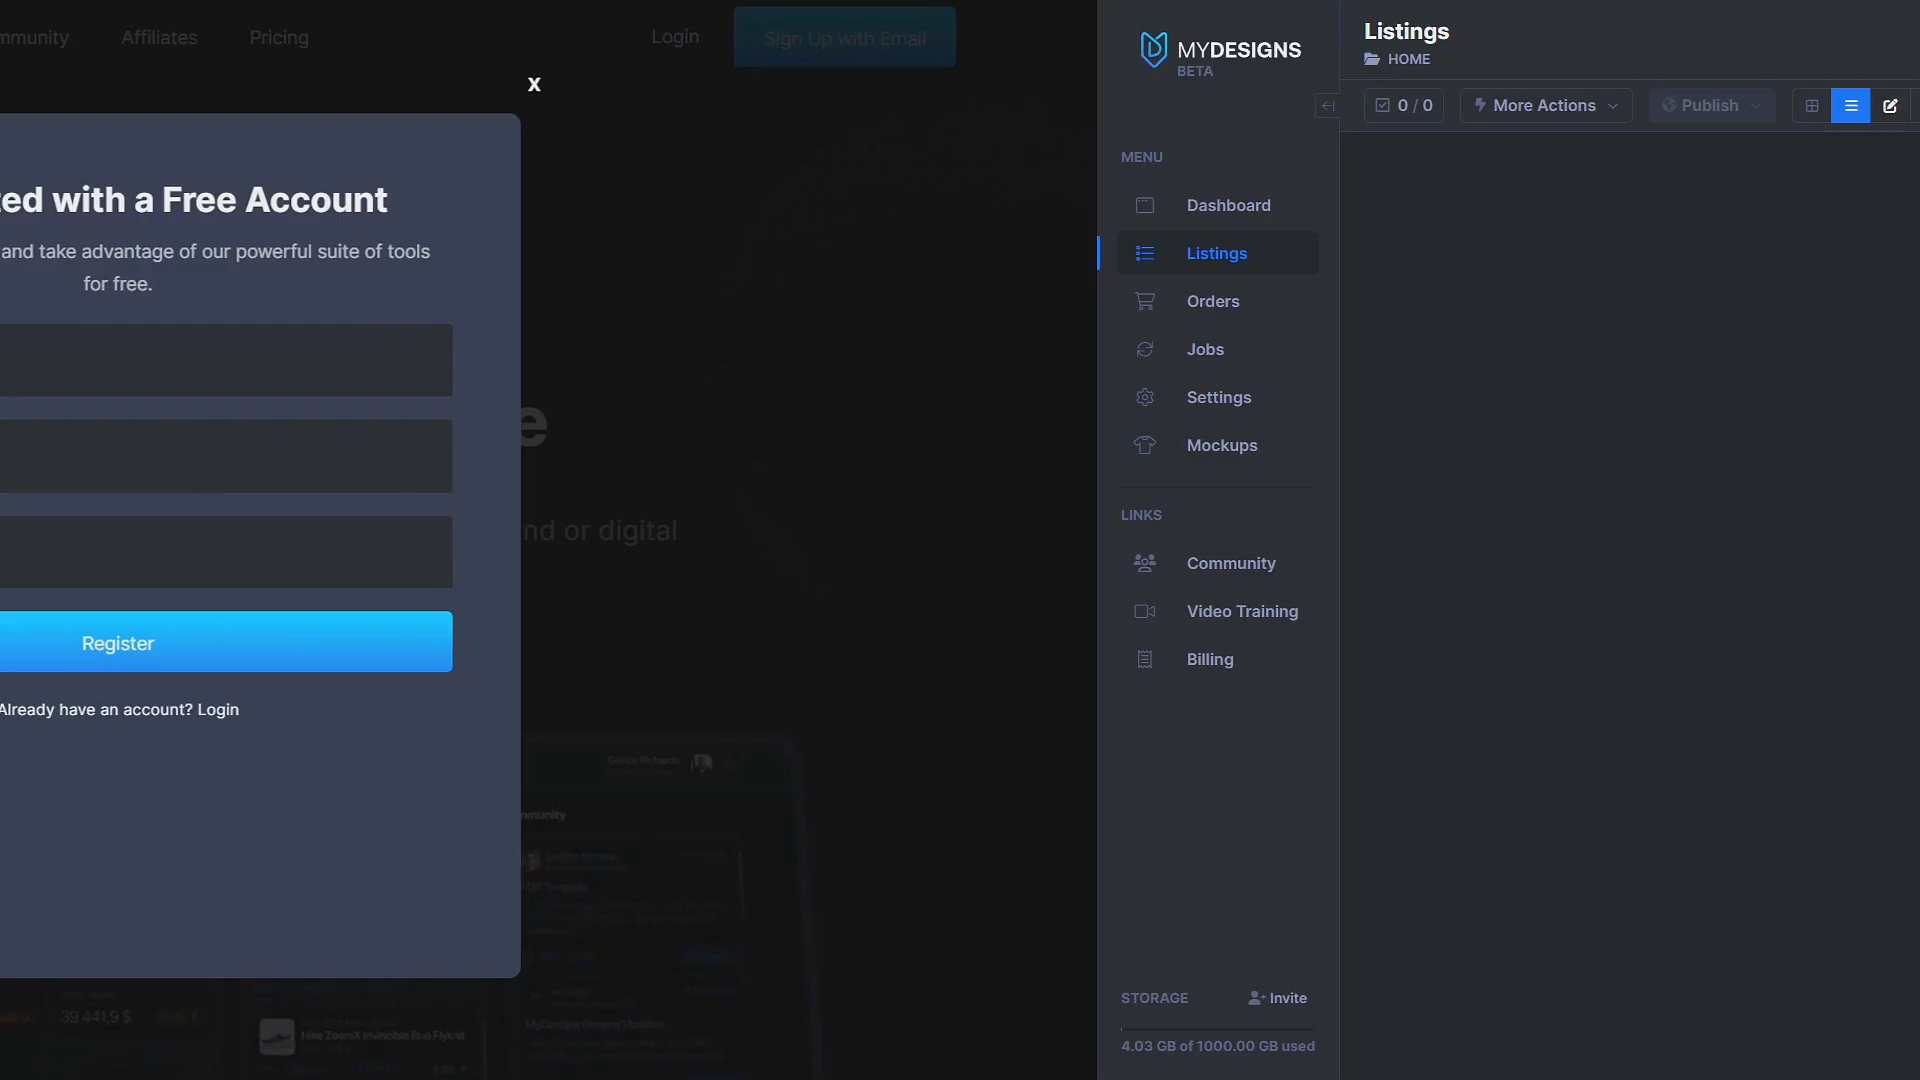 Affiliates
Pricing
Login
Sign Up with Email
x
with a Free Account
and take advantage of our powerful suite of tools
for free.
nd or digital
Register
Already have an account? Login
39 441,9 $
Nike ZoomX Invincible Run Flyknit
MyDesigns General Updates
MYDESIGNS
BETA
MENU
Dashboard
Listings
Orders
Jobs
Settings
Mockups
LINKS
Community
Video Training
Billing
STORAGE
Invite
4.03 GB of 1000.00 GB used
Listings
HOME
0 / 0
More Actions
Publish